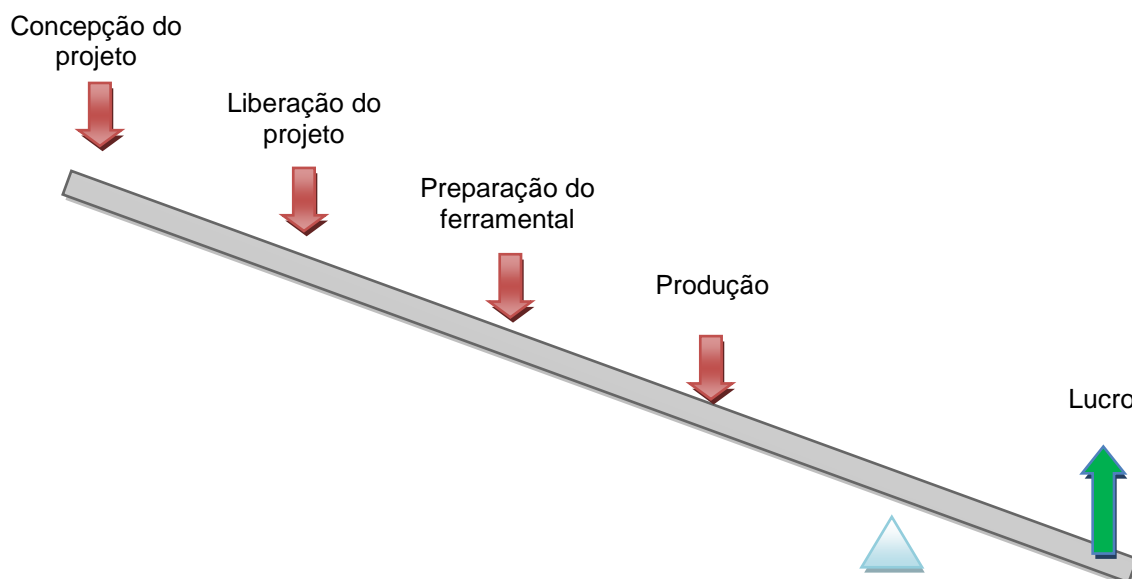 Concepção do
projeto
Liberação do
projeto
Preparação do
ferramental
Produção
Lucro